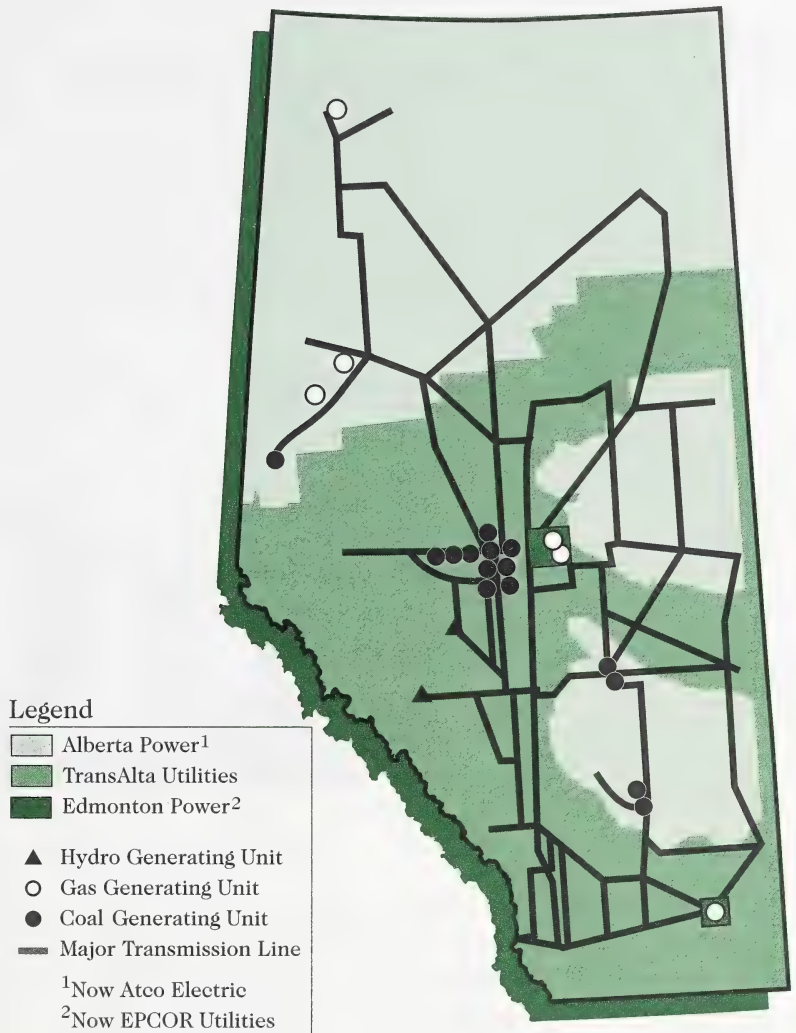 Legend
Alberta Power¹
TransAlta Utilities
Edmonton Power²
Hydro Generating Unit
Gas Generating Unit
Coal Generating Unit
Major Transmission Line
¹Now Atco Electric
²Now EPCOR Utilities